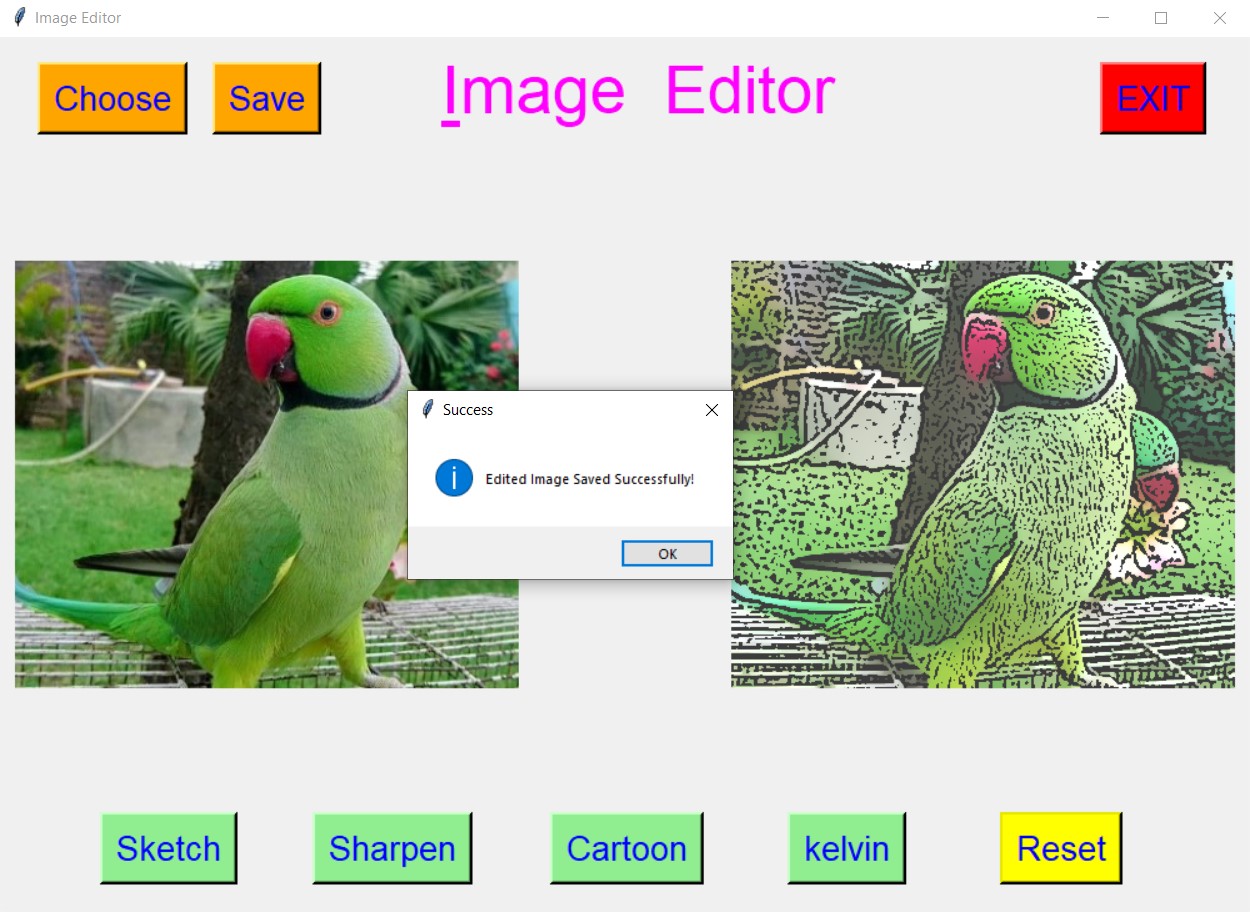 Image Editor
Choose
Save
Image Editor
EXIT
Success
Edited Image Saved Successfully!
OK
Sketch
Sharpen
Cartoon
kelvin
Reset